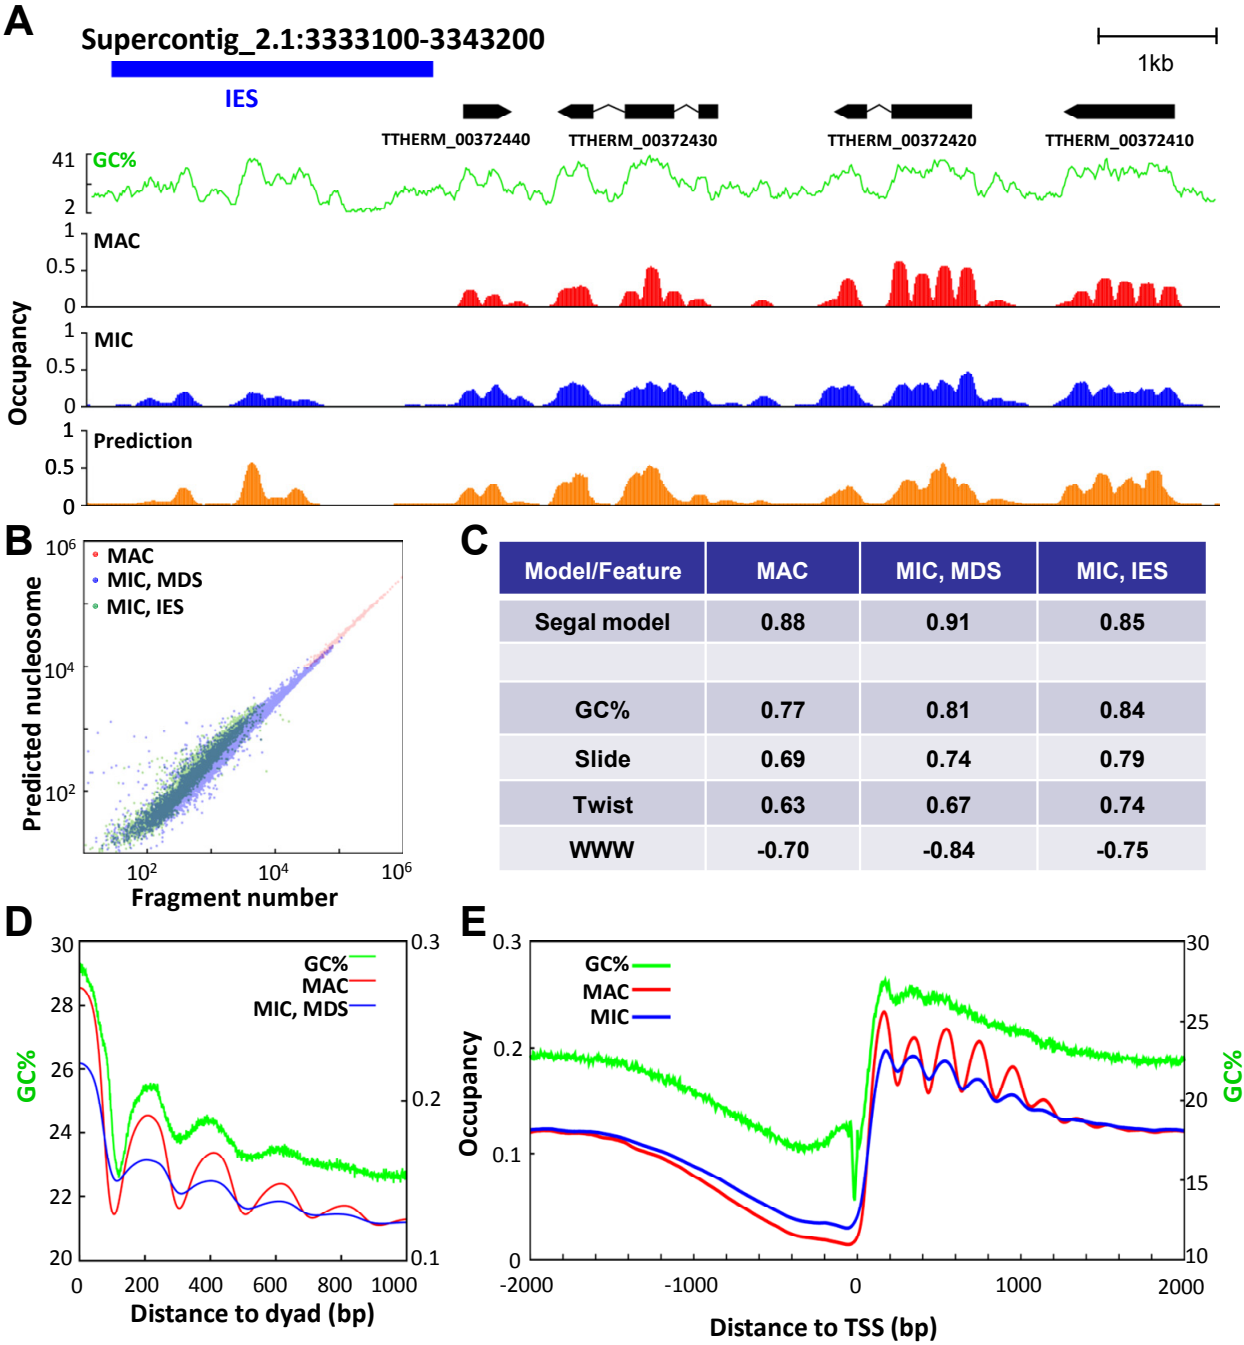 A
Supercontig_2.1:3333100-3343200
1kb
IES
TTHERM_00372440
TTHERM_00372430
TTHERM_00372420
TTHERM_00372410
41
GC%
2
1
MAC
0.5
0
1
MIC
0.5
0
1
Prediction
0.5
0
Occupancy
B
10^6
MAC
MIC, MDS
MIC, IES
10^4
10^2
Predicted nucleosome
10^2 10^4 10^6
Fragment number
C
Model/Feature MAC MIC, MDS MIC, IES
Segal model 0.88 0.91 0.85
GC% 0.77 0.81 0.84
Slide 0.69 0.74 0.79
Twist 0.63 0.67 0.74
WWW -0.70 -0.84 -0.75
D
30
28
26
24
22
20
GC%
GC%
MAC
MIC, MDS
0.3
0.2
0.1
0 200 400 600 800 1000
Distance to dyad (bp)
E
0.3
0.2
0.1
0
Occupancy
GC%
MAC
MIC
30
25
20
15
10
GC%
-2000 -1000 0 1000 2000
Distance to TSS (bp)